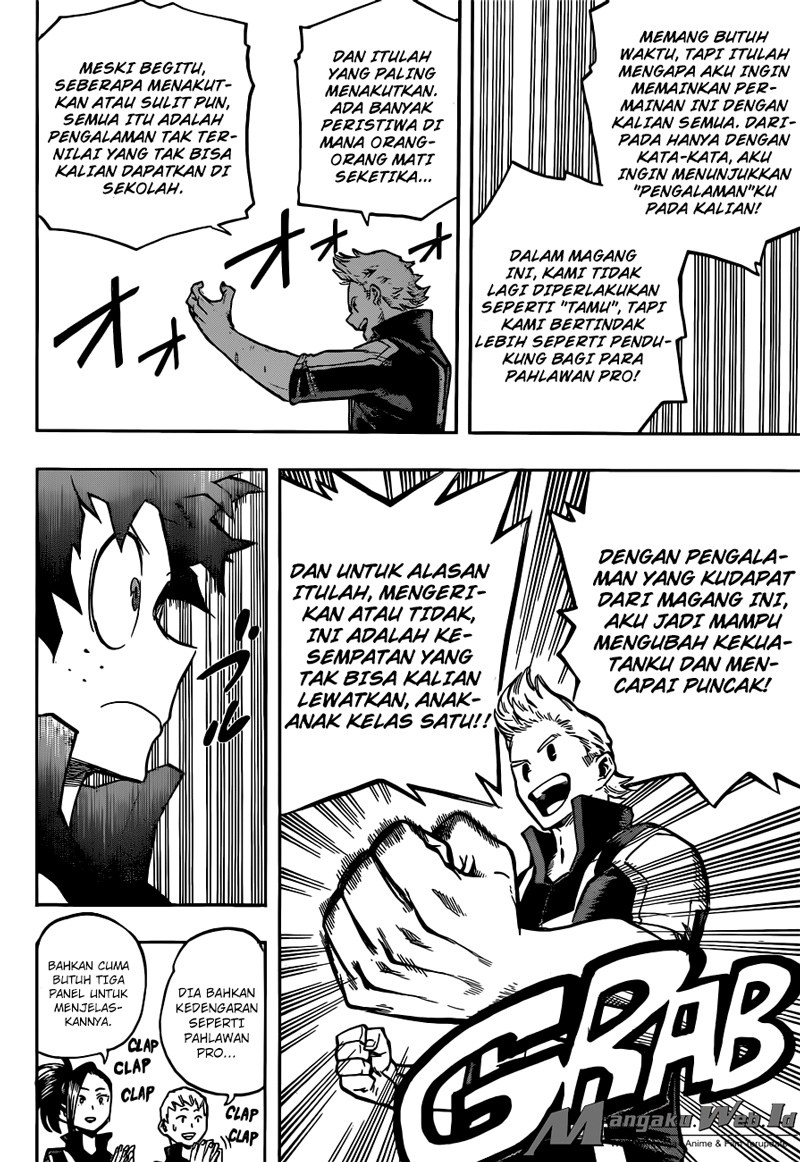 MEMANG BUTUH
WAKTU, TAPI ITULAH
MENGAPA AKU INGIN
MEMAINKAN PER-
MAINAN INI DENGAN
KALIAN SEMUA. DARI-
PADA HANYA DENGAN
KATA-KATA, AKU
INGIN MENUNJUKKAN
"PENGALAMAN"KU
PADA KALIAN!
DALAM MAGANG
INI, KAMI TIDAK
LAGI DIPERLAKUKAN
SEPERTI "TAMU", TAPI
KAMI BERTINDAK
LEBIH SEPERTI PENDU-
KUNG BAGI PARA
PAHLAWAN PRO!
DAN ITULAH
YANG PALING
MENAKUTKAN.
ADA BANYAK
PERISTIWA DI
MANA ORANG-
ORANG MATI
SEKETIKA...
MESKI BEGITU,
SEBERAPA MENAKUT-
KAN ATAU SULIT PUN,
SEMUA ITU ADALAH
PENGALAMAN TAK TER-
NILAI YANG TAK BISA
KALIAN DAPATKAN DI
SEKOLAH.
オオオオ
DENGAN PENGALA-
MAN YANG KUDAPAT
DARI MAGANG INI,
AKU JADI MAMPU
MENGUBAH KEKUA-
TANKU DAN MEN-
CAPAI PUNCAK!
DAN UNTUK ALASAN
ITULAH, MENGERI-
KAN ATAU TIDAK,
INI ADALAH KE-
SEMPATAN YANG
TAK BISA KALIAN
LEWATKAN, ANAK-
ANAK KELAS SATU!!
GRAB
ブル
DIA BAHKAN
KEDENGARAN
SEPERTI
PAHLAWAN
PRO...
BAHKAN CUMA
BUTUH TIGA
PANEL UNTUK
MENJELAS-
KANNYA.
CLAP
CLAP
CLAP
CLAP
CLAP
MangakuWeb.Id
Anime & Film Terupdate